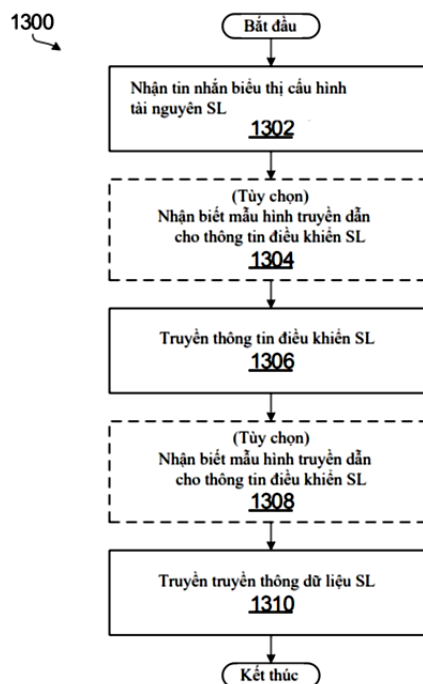 1300
Bắt đầu
Nhận tin nhắn biểu thị cấu hình
tài nguyên SL
1302
(Tùy chọn)
Nhận biết mẫu hình truyền dẫn
cho thông tin điều khiển SL
1304
Truyền thông tin điều khiển SL
1306
(Tùy chọn)
Nhận biết mẫu hình truyền dẫn
cho thông tin điều khiển SL
1308
Truyền truyền thông dữ liệu SL
1310
Kết thúc